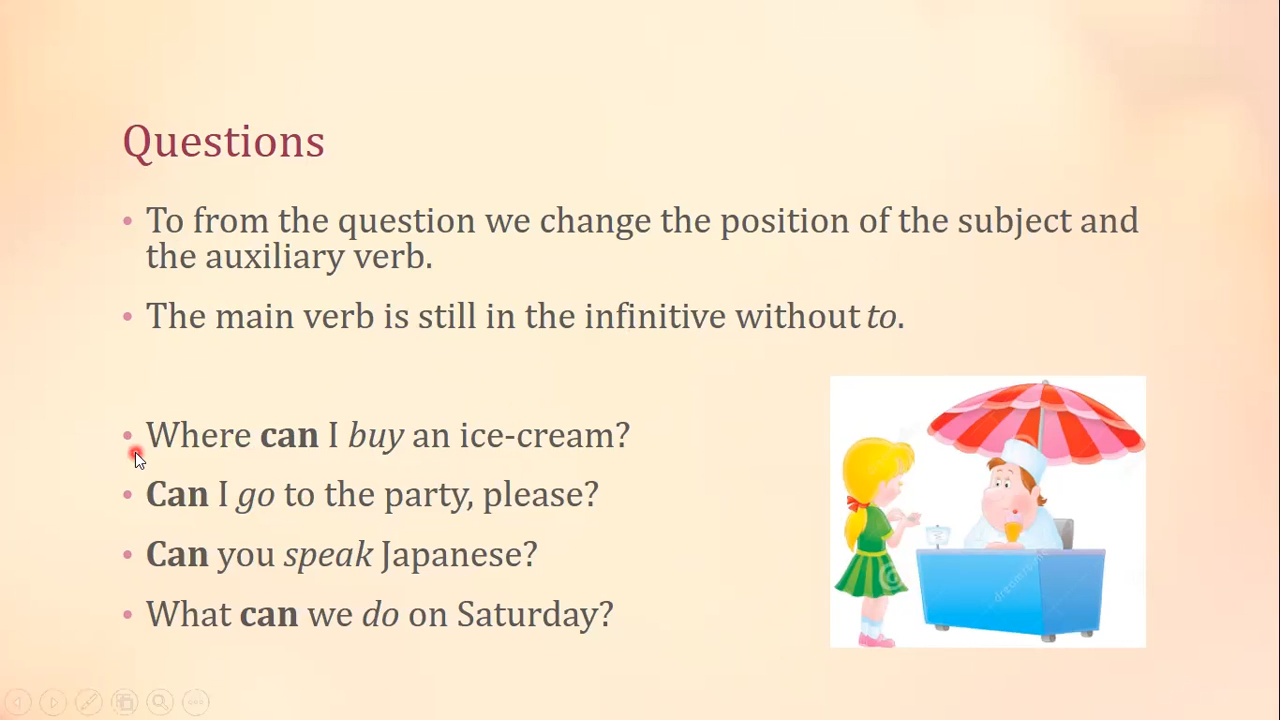 Questions
• To from the question we change the position of the subject and
the auxiliary verb.
• The main verb is still in the infinitive without to.
• Where can I buy an ice-cream?
• Can I go to the party, please?
• Can you speak Japanese?
• What can we do on Saturday?